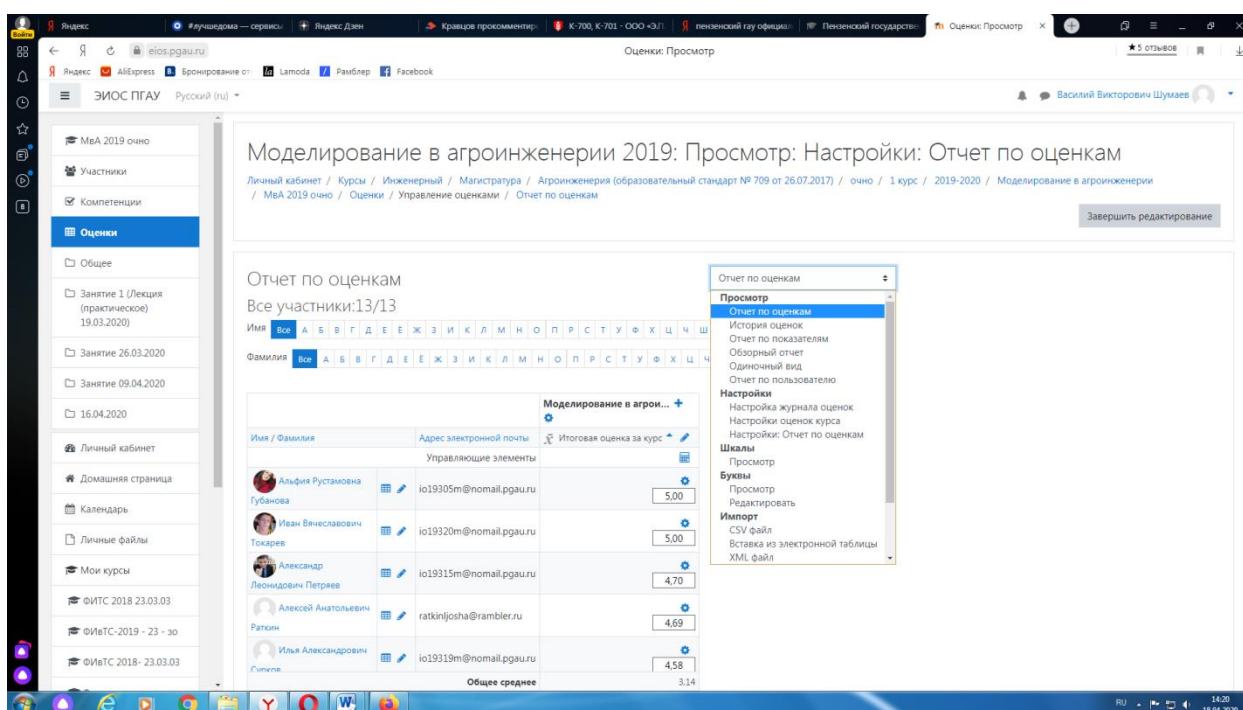 Войти
Яндекс
#лучшедома — сервисы
Яндекс Дзен
Кравцов прокомментир
К-700, К-701 - ООО «Э.Л.
пензенский гау официал
Пензенский государстве
Оценки: Просмотр
eios.pgau.ru
Оценки: Просмотр
★ 5 отзывов
Яндекс
AliExpress
Бронирование от
Lamoda
Рамблер
Facebook
ЭИОС ПГАУ Русский (ru)
Василий Викторович Шумаев
МвА 2019 очно
Участники
Компетенции
Оценки
Общее
Занятие 1 (Лекция
(практическое)
19.03.2020)
Занятие 26.03.2020
Занятие 09.04.2020
16.04.2020
Личный кабинет
Домашняя страница
Календарь
Личные файлы
Мои курсы
ФИТС 2018 23.03.03
ФИвТС-2019 - 23 - зо
ФИвТС 2018- 23.03.03
Моделирование в агроинженерии 2019: Просмотр: Настройки: Отчет по оценкам
Личный кабинет / Курсы / Инженерный / Магистратура / Агроинженерия (образовательный стандарт № 709 от 26.07.2017) / очно / 1 курс / 2019-2020 / Моделирование в агроинженерии
/ МвА 2019 очно / Оценки / Управление оценками / Отчет по оценкам
Завершить редактирование
Отчет по оценкам
Все участники:13/13
Имя Все А Б В Г Д Е Ё Ж З И К Л М Н О П Р С Т У Ф Х Ц Ч Ш
Фамилия Все А Б В Г Д Е Ё Ж З И К Л М Н О П Р С Т У Ф Х Ц Ч
Моделирование в агрои...
Имя / Фамилия
Адрес электронной почты
Итоговая оценка за курс
Управляющие элементы
Альфия Рустамовна
Губанова
io19305m@nomail.pgau.ru
5,00
Иван Вячеславович
Токарев
io19320m@nomail.pgau.ru
5,00
Александр
Леонидович Петряев
io19315m@nomail.pgau.ru
4,70
Алексей Анатольевич
Раткин
ratkinljosha@rambler.ru
4,69
Илья Александрович
io19319m@nomail.pgau.ru
4,58
Общее среднее
3,14
Отчет по оценкам
Просмотр
Отчет по оценкам
История оценок
Отчет по показателям
Обзорный отчет
Одиночный вид
Отчет по пользователю
Настройки
Настройка журнала оценок
Настройки оценок курса
Настройки: Отчет по оценкам
Шкалы
Просмотр
Буквы
Просмотр
Редактировать
Импорт
CSV файл
Вставка из электронной таблицы
XML файл
RU
14:20
18.04.2020